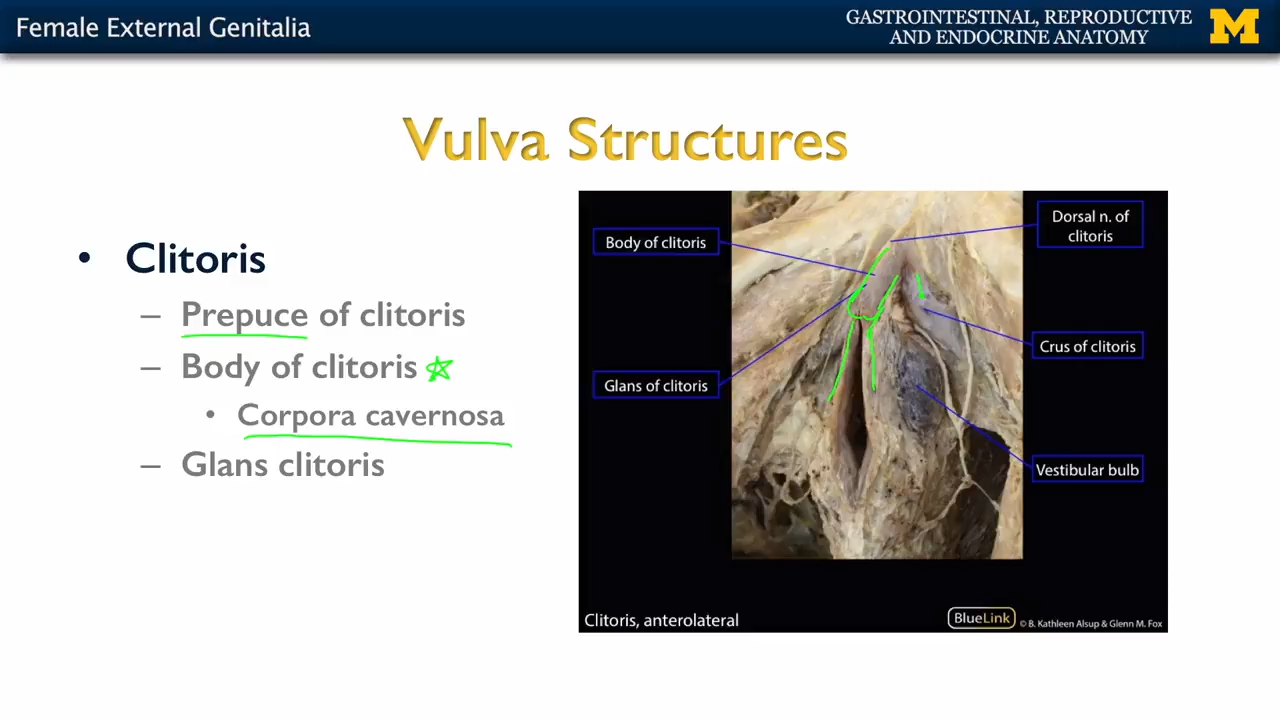 Female External Genitalia
GASTROINTESTINAL, REPRODUCTIVE
AND ENDOCRINE ANATOMY
M
Vulva Structures
• Clitoris
– Prepuce of clitoris
– Body of clitoris
• Corpora cavernosa
– Glans clitoris
Body of clitoris
Dorsal n. of
clitoris
Crus of clitoris
Glans of clitoris
Vestibular bulb
Clitoris, anterolateral
BlueLink © B. Kathleen Alsup & Glenn M. Fox